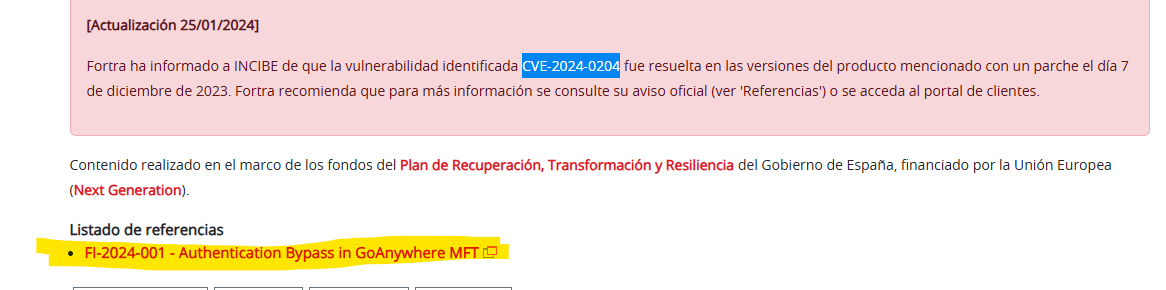 [Actualización 25/01/2024]
Fortra ha informado a INCIBE de que la vulnerabilidad identificada CVE-2024-0204 fue resuelta en las versiones del producto mencionado con un parche el día 7
de diciembre de 2023. Fortra recomienda que para más información se consulte su aviso oficial (ver 'Referencias') o se acceda al portal de clientes.
Contenido realizado en el marco de los fondos del Plan de Recuperación, Transformación y Resiliencia del Gobierno de España, financiado por la Unión Europea
(Next Generation).
Listado de referencias
• FI-2024-001 - Authentication Bypass in GoAnywhere MFT